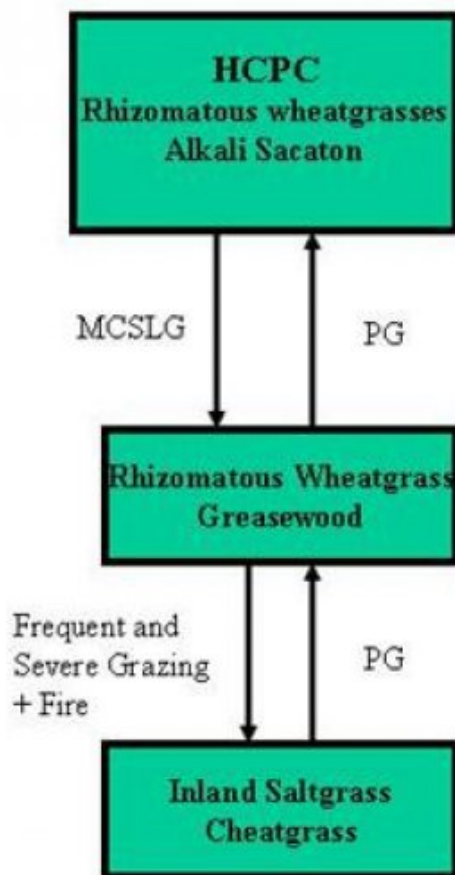 HCPC
Rhizomatous wheatgrasses
Alkali Sacaton
MCSLG
PG
Rhizomatous Wheatgrass
Greasewood
Frequent and
Severe Grazing
+ Fire
PG
Inland Saltgrass
Cheatgrass